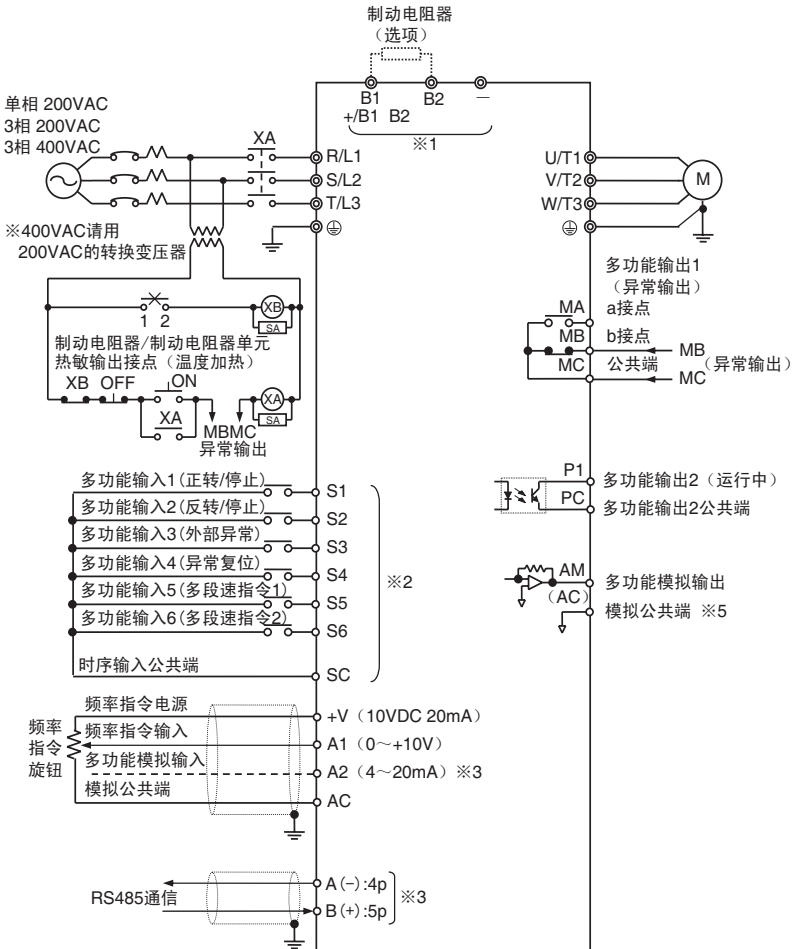 制动电阻器
（选项）
B1 B2 −
+/B1 B2
※1
单相 200VAC
3相 200VAC
3相 400VAC
XA
R/L1
S/L2
T/L3
U/T1
V/T2
W/T3
M
※400VAC请用
200VAC的转换变压器
XB
SA
1 2
制动电阻器/制动电阻器单元
热敏输出接点（温度加热）
XB OFF ON
XA
XA
SA
MBMC
异常输出
多功能输出1
（异常输出）
MA a接点
MB b接点
MC 公共端
MB
MC
（异常输出）
多功能输入1(正转/停止) S1
多功能输入2(反转/停止) S2
多功能输入3(外部异常) S3
多功能输入4(异常复位) S4
多功能输入5(多段速指令1) S5
多功能输入6(多段速指令2) S6
时序输入公共端 SC
※2
P1 多功能输出2（运行中）
PC 多功能输出2公共端
AM 多功能模拟输出
(AC) 模拟公共端 ※5
频率
指令
旋钮
频率指令电源 +V（10VDC 20mA）
频率指令输入 A1（0～+10V）
多功能模拟输入 A2（4～20mA）※3
模拟公共端 AC
RS485通信
A(−):4p
B(+):5p
※3